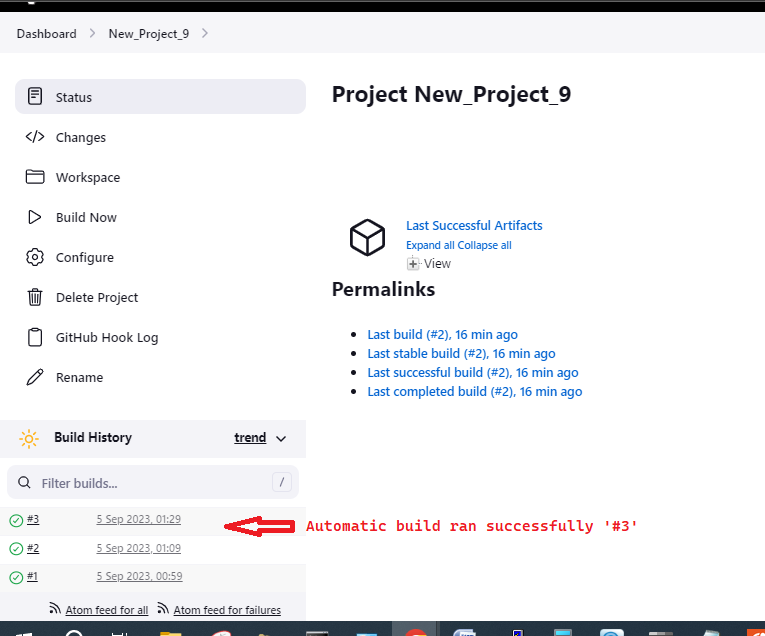 Dashboard > New_Project_9 >
Status
Changes
Workspace
Build Now
Configure
Delete Project
GitHub Hook Log
Rename
Build History trend
Filter builds... /
#3 5 Sep 2023, 01:29
#2 5 Sep 2023, 01:09
#1 5 Sep 2023, 00:59
Atom feed for all Atom feed for failures
Project New_Project_9
Last Successful Artifacts
Expand all Collapse all
View
Permalinks
Last build (#2), 16 min ago
Last stable build (#2), 16 min ago
Last successful build (#2), 16 min ago
Last completed build (#2), 16 min ago
Automatic build ran successfully '#3'